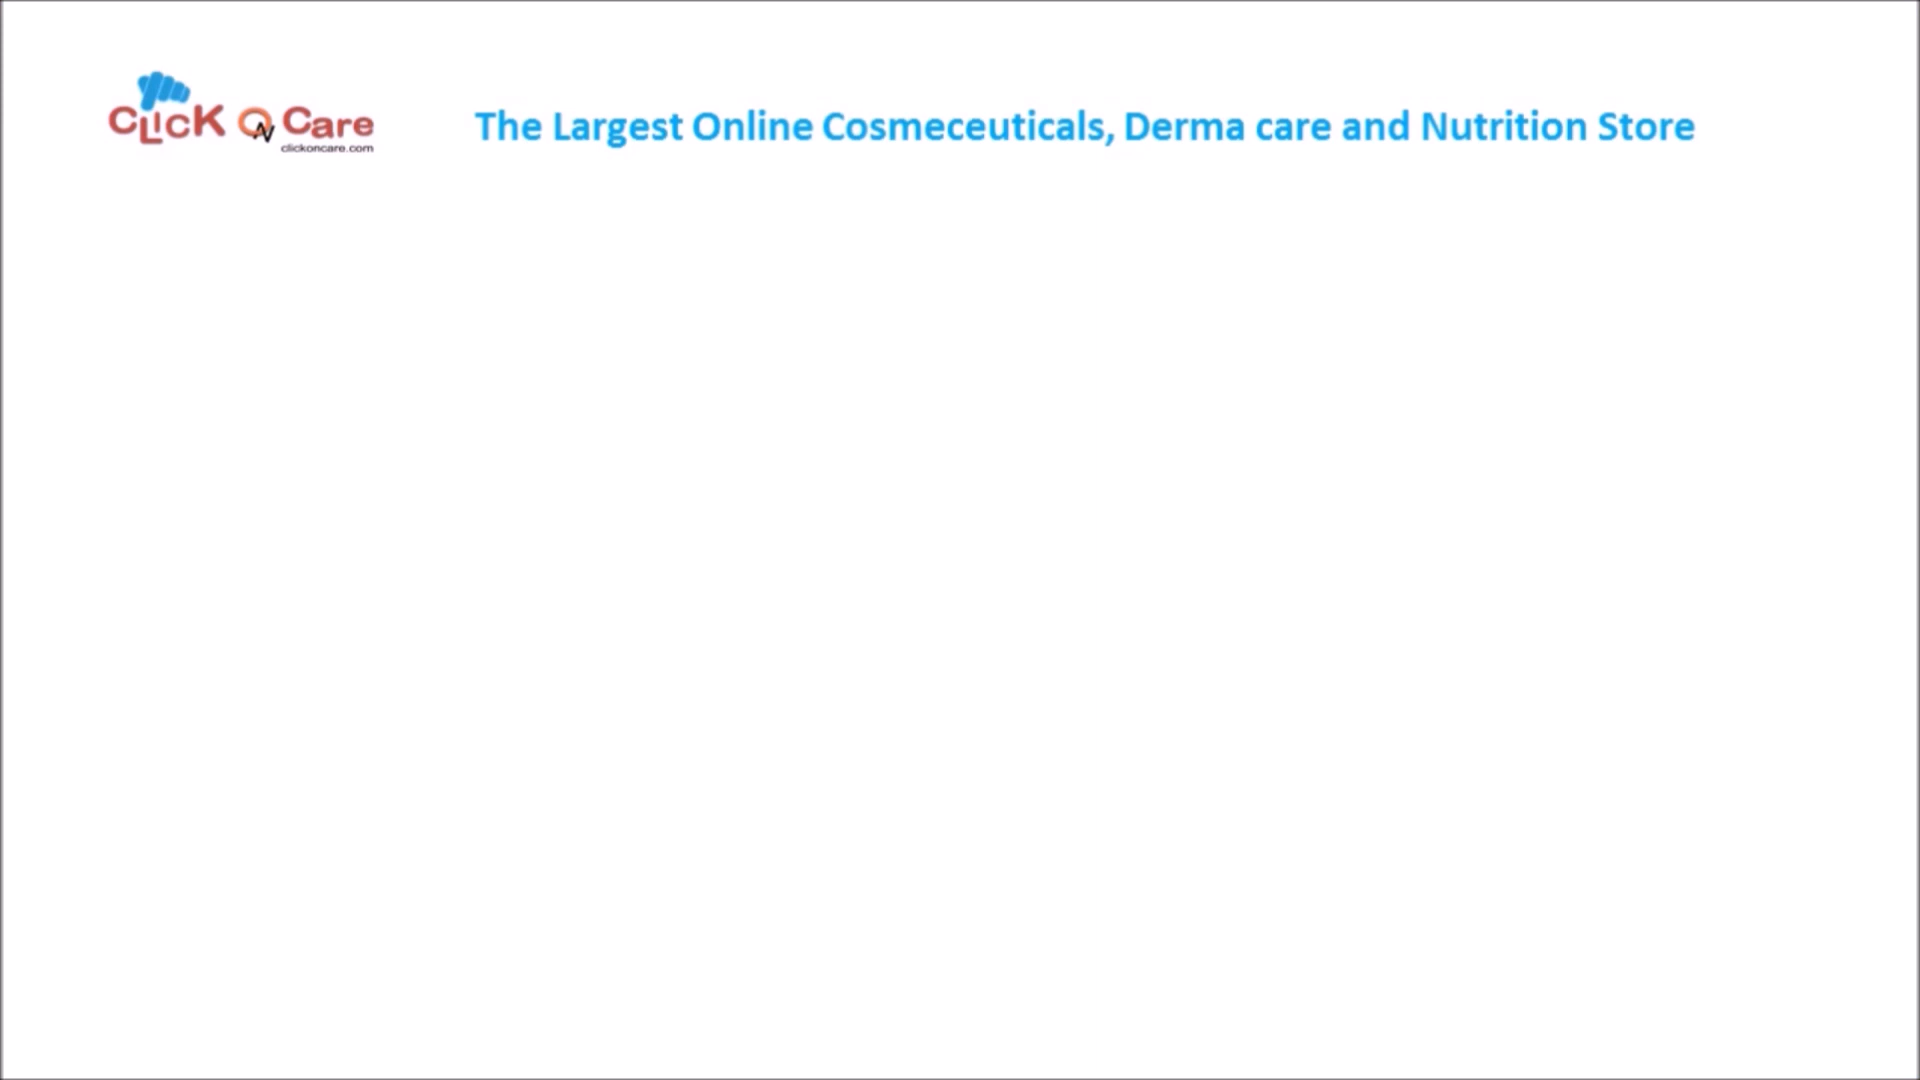 Click ON Care
clickoncare.com
The Largest Online Cosmeceuticals, Derma care and Nutrition Store